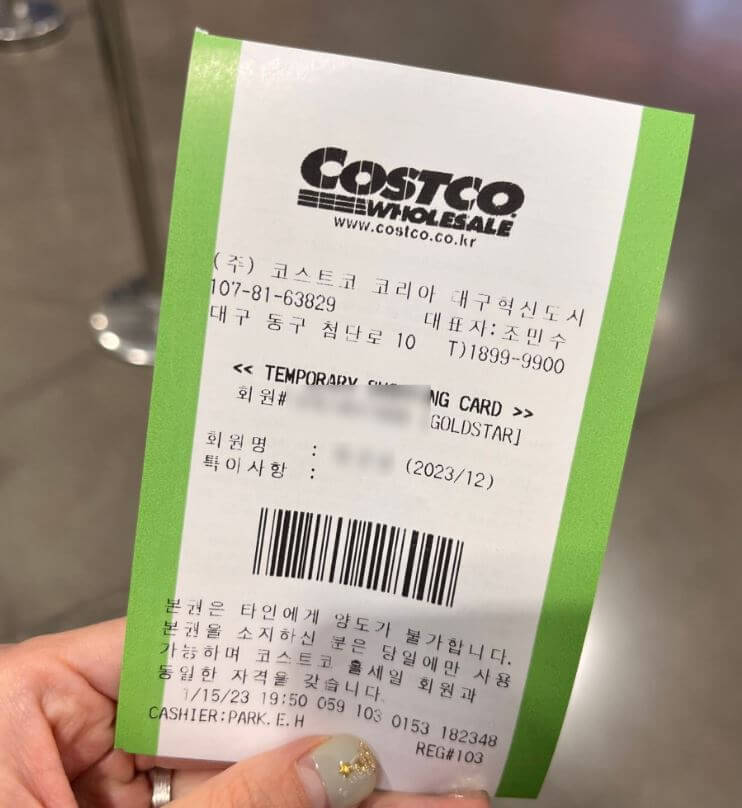 COSTCO
WHOLESALE
www.costco.co.kr
(주) 코스트코 코리아 대구혁신도시
107-81-63829 대표자:조민수
대구 동구 첨단로 10 T)1899-9900
<< TEMPORARY CARD >>
회원#
[GOLDSTAR]
회원명 :
특이사항 : (2023/12)
본권은 타인에게 양도가 불가합니다.
본권을 소지하신 분은 당일에만 사용
가능하며 코스트코 홀세일 회원과
동일한 자격을 갖습니다.
/15/23 19:50 059 103 0153 182348
CASHIER:PARK.E.H
REG#103